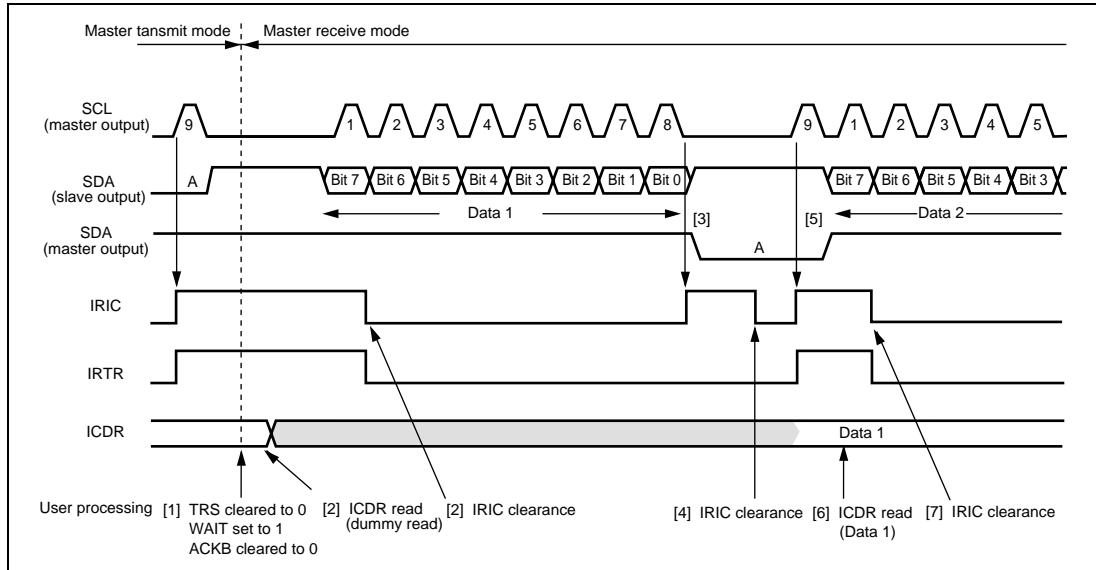 Master tansmit mode
Master receive mode
SCL
(master output)
9 1 2 3 4 5 6 7 8 9 1 2 3 4 5
SDA
(slave output)
A Bit 7 Bit 6 Bit 5 Bit 4 Bit 3 Bit 2 Bit 1 Bit 0 Bit 7 Bit 6 Bit 5 Bit 4 Bit 3
Data 1 [3] [5] Data 2
SDA
(master output)
A
IRIC
IRTR
ICDR
Data 1
User processing
[1] TRS cleared to 0
WAIT set to 1
ACKB cleared to 0
[2] ICDR read
(dummy read)
[2] IRIC clearance
[4] IRIC clearance
[6] ICDR read
(Data 1)
[7] IRIC clearance